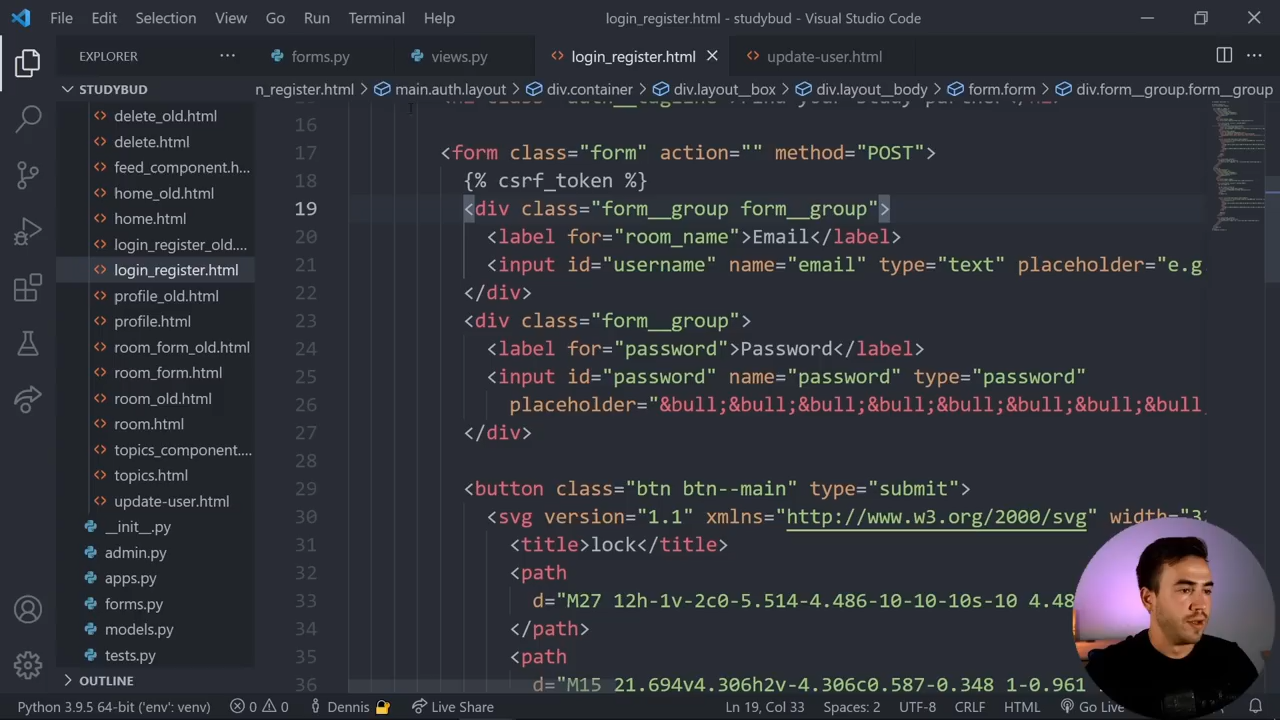 File Edit Selection View Go Run Terminal Help login_register.html - studybud - Visual Studio Code
EXPLORER ··· forms.py views.py login_register.html update-user.html ···
STUDYBUD
n_register.html > main.auth.layout > div.container > div.layout__box > div.layout__body > form.form > div.form__group.form__group
delete_old.html
delete.html
feed_component.h...
home_old.html
home.html
login_register_old....
login_register.html
profile_old.html
profile.html
room_form_old.html
room_form.html
room_old.html
room.html
topics_component....
topics.html
update-user.html
__init__.py
admin.py
apps.py
forms.py
models.py
tests.py
OUTLINE
16
17 <form class="form" action="" method="POST">
18 {% csrf_token %}
19 <div class="form__group form__group">
20 <label for="room_name">Email</label>
21 <input id="username" name="email" type="text" placeholder="e.g
22 </div>
23 <div class="form__group">
24 <label for="password">Password</label>
25 <input id="password" name="password" type="password"
26 placeholder="&bull;&bull;&bull;&bull;&bull;&bull;&bull;&bull
27 </div>
28
29 <button class="btn btn--main" type="submit">
30 <svg version="1.1" xmlns="http://www.w3.org/2000/svg" width="3
31 <title>lock</title>
32 <path
33 d="M27 12h-1v-2c0-5.514-4.486-10-10-10s-10 4.48
34 </path>
35 <path
36 d="M15 21.694v4.306h2v-4.306c0.587-0.348 1-0.961
Python 3.9.5 64-bit ('env': venv) 0 0 Dennis Live Share Ln 19, Col 33 Spaces: 2 UTF-8 CRLF HTML Go Live